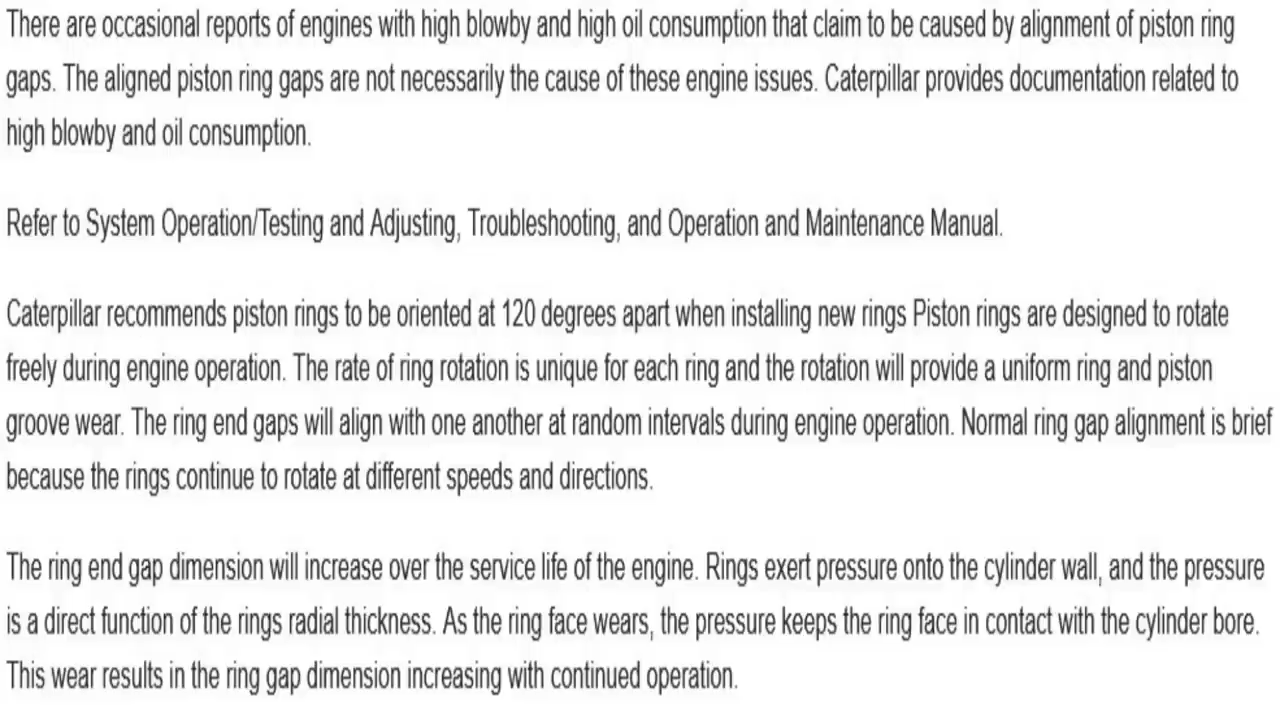 There are occasional reports of engines with high blowby and high oil consumption that claim to be caused by alignment of piston ring
gaps. The aligned piston ring gaps are not necessarily the cause of these engine issues. Caterpillar provides documentation related to
high blowby and oil consumption.
Refer to System Operation/Testing and Adjusting, Troubleshooting, and Operation and Maintenance Manual.
Caterpillar recommends piston rings to be oriented at 120 degrees apart when installing new rings Piston rings are designed to rotate
freely during engine operation. The rate of ring rotation is unique for each ring and the rotation will provide a uniform ring and piston
groove wear. The ring end gaps will align with one another at random intervals during engine operation. Normal ring gap alignment is brief
because the rings continue to rotate at different speeds and directions.
The ring end gap dimension will increase over the service life of the engine. Rings exert pressure onto the cylinder wall, and the pressure
is a direct function of the rings radial thickness. As the ring face wears, the pressure keeps the ring face in contact with the cylinder bore.
This wear results in the ring gap dimension increasing with continued operation.